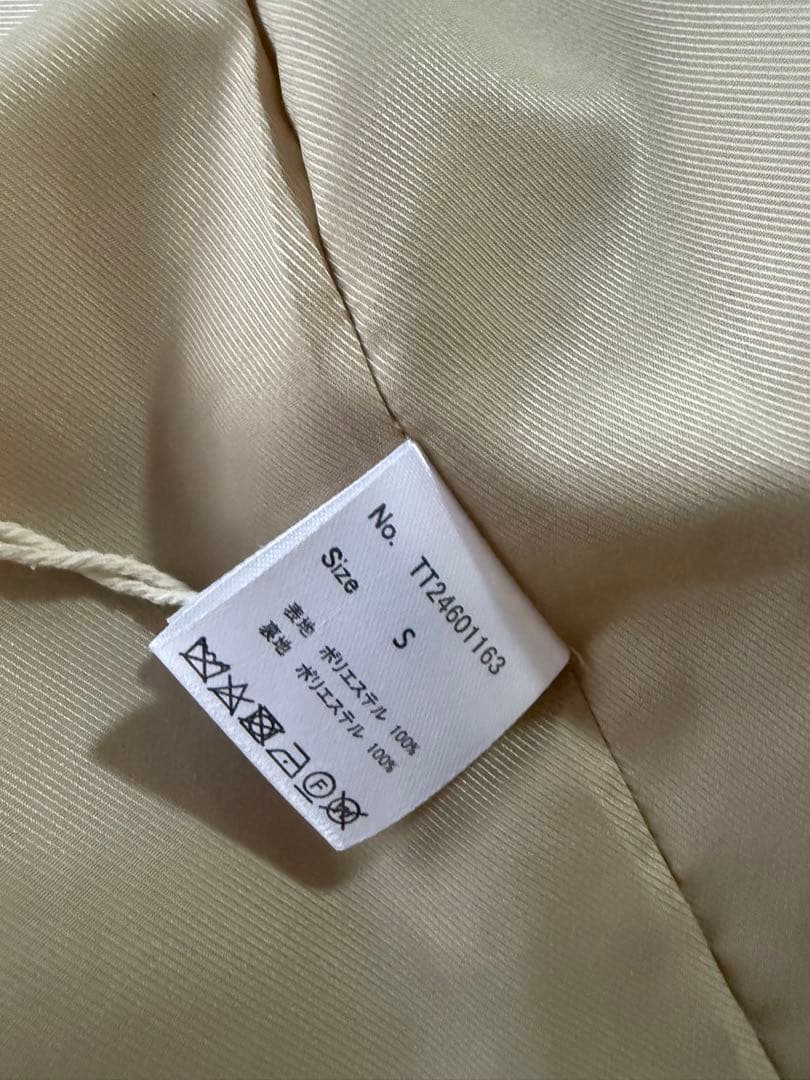 No. TT24601163
Size S
表地 ポリエステル 100%
裏地 ポリエステル 100%
F
W